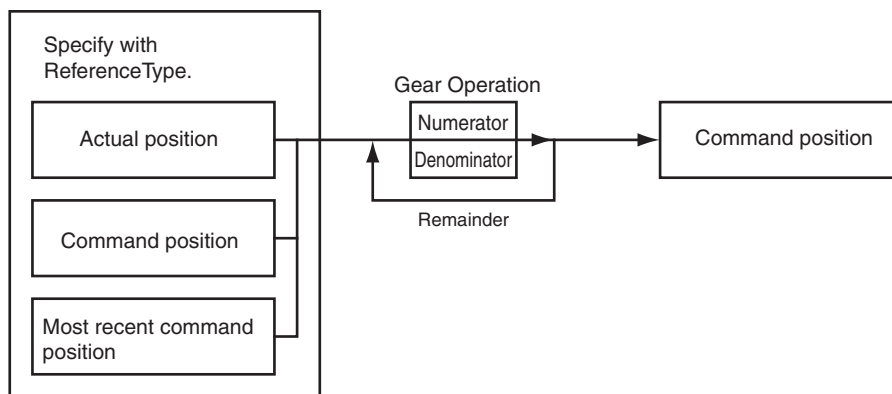 Specify with
ReferenceType.
Gear Operation
Actual position
Numerator
Denominator
Command position
Remainder
Command position
Most recent command
position